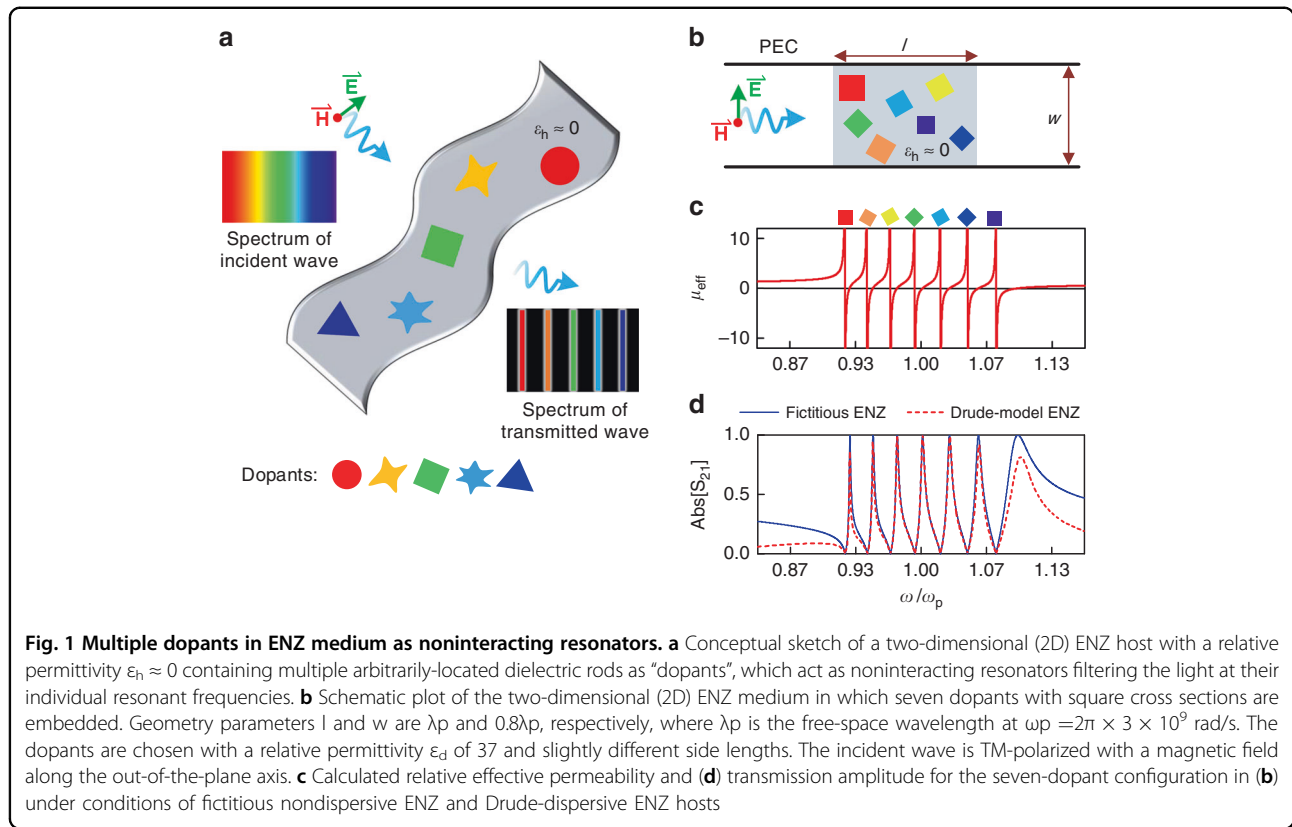 a
E
H
εh ≈ 0
Spectrum of
incident wave
Spectrum of
transmitted wave
Dopants:
b
PEC
l
E
H
w
εh ≈ 0
c
10
0
−10
μeff
0.87 0.93 1.00 1.07 1.13
d
Fictitious ENZ Drude-model ENZ
1.0
0.5
0.0
Abs[S21]
0.87 0.93 1.00 1.07 1.13
ω/ωp
Fig. 1 Multiple dopants in ENZ medium as noninteracting resonators. a Conceptual sketch of a two-dimensional (2D) ENZ host with a relative
permittivity εh ≈ 0 containing multiple arbitrarily-located dielectric rods as “dopants”, which act as noninteracting resonators filtering the light at their
individual resonant frequencies. b Schematic plot of the two-dimensional (2D) ENZ medium in which seven dopants with square cross sections are
embedded. Geometry parameters l and w are λp and 0.8λp, respectively, where λp is the free-space wavelength at ωp =2π × 3 × 10⁹ rad/s. The
dopants are chosen with a relative permittivity εd of 37 and slightly different side lengths. The incident wave is TM-polarized with a magnetic field
along the out-of-the-plane axis. c Calculated relative effective permeability and (d) transmission amplitude for the seven-dopant configuration in (b)
under conditions of fictitious nondispersive ENZ and Drude-dispersive ENZ hosts